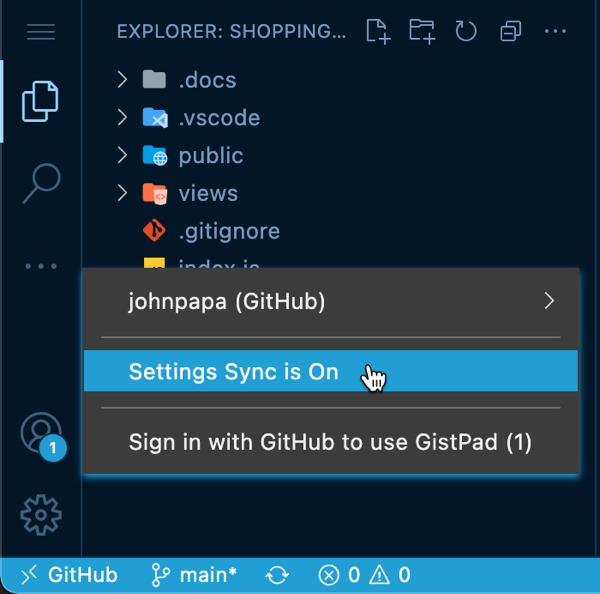 EXPLORER: SHOPPING...
.docs
.vscode
public
views
.gitignore
index.js
johnpapa (GitHub)
Settings Sync is On
Sign in with GitHub to use GistPad (1)
1
GitHub main* 0 0